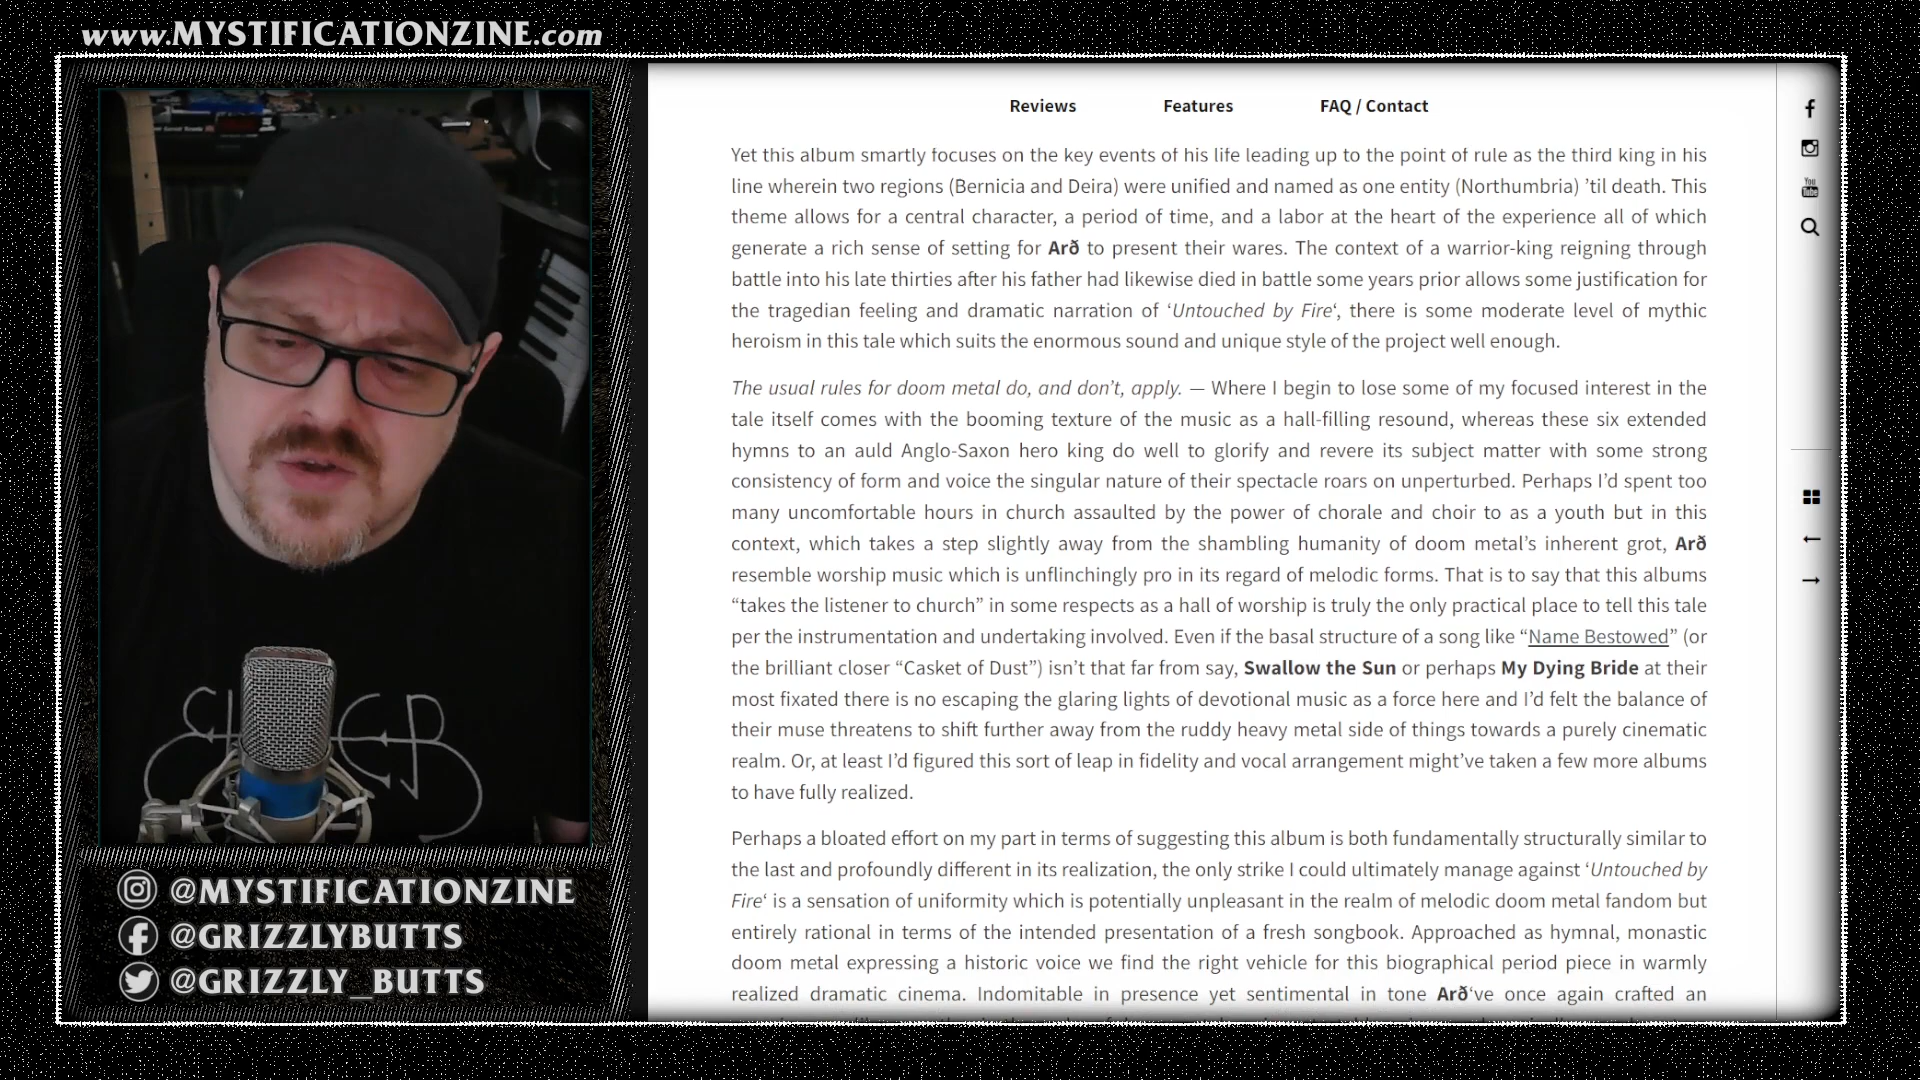 www.MYSTIFICATIONZINE.com
Reviews
Features
FAQ / Contact
Yet this album smartly focuses on the key events of his life leading up to the point of rule as the third king in his
line wherein two regions (Bernicia and Deira) were unified and named as one entity (Northumbria) ’til death. This
theme allows for a central character, a period of time, and a labor at the heart of the experience all of which
generate a rich sense of setting for Arð to present their wares. The context of a warrior-king reigning through
battle into his late thirties after his father had likewise died in battle some years prior allows some justification for
the tragedian feeling and dramatic narration of ‘Untouched by Fire‘, there is some moderate level of mythic
heroism in this tale which suits the enormous sound and unique style of the project well enough.
The usual rules for doom metal do, and don’t, apply. — Where I begin to lose some of my focused interest in the
tale itself comes with the booming texture of the music as a hall-filling resound, whereas these six extended
hymns to an auld Anglo-Saxon hero king do well to glorify and revere its subject matter with some strong
consistency of form and voice the singular nature of their spectacle roars on unperturbed. Perhaps I’d spent too
many uncomfortable hours in church assaulted by the power of chorale and choir to as a youth but in this
context, which takes a step slightly away from the shambling humanity of doom metal’s inherent grot, Arð
resemble worship music which is unflinchingly pro in its regard of melodic forms. That is to say that this albums
“takes the listener to church” in some respects as a hall of worship is truly the only practical place to tell this tale
per the instrumentation and undertaking involved. Even if the basal structure of a song like “Name Bestowed” (or
the brilliant closer “Casket of Dust”) isn’t that far from say, Swallow the Sun or perhaps My Dying Bride at their
most fixated there is no escaping the glaring lights of devotional music as a force here and I’d felt the balance of
their muse threatens to shift further away from the ruddy heavy metal side of things towards a purely cinematic
realm. Or, at least I’d figured this sort of leap in fidelity and vocal arrangement might’ve taken a few more albums
to have fully realized.
Perhaps a bloated effort on my part in terms of suggesting this album is both fundamentally structurally similar to
the last and profoundly different in its realization, the only strike I could ultimately manage against ‘Untouched by
Fire‘ is a sensation of uniformity which is potentially unpleasant in the realm of melodic doom metal fandom but
entirely rational in terms of the intended presentation of a fresh songbook. Approached as hymnal, monastic
doom metal expressing a historic voice we find the right vehicle for this biographical period piece in warmly
realized dramatic cinema. Indomitable in presence yet sentimental in tone Arð‘ve once again crafted an
You
Tube
@MYSTIFICATIONZINE
@GRIZZLYBUTTS
@GRIZZLY_BUTTS